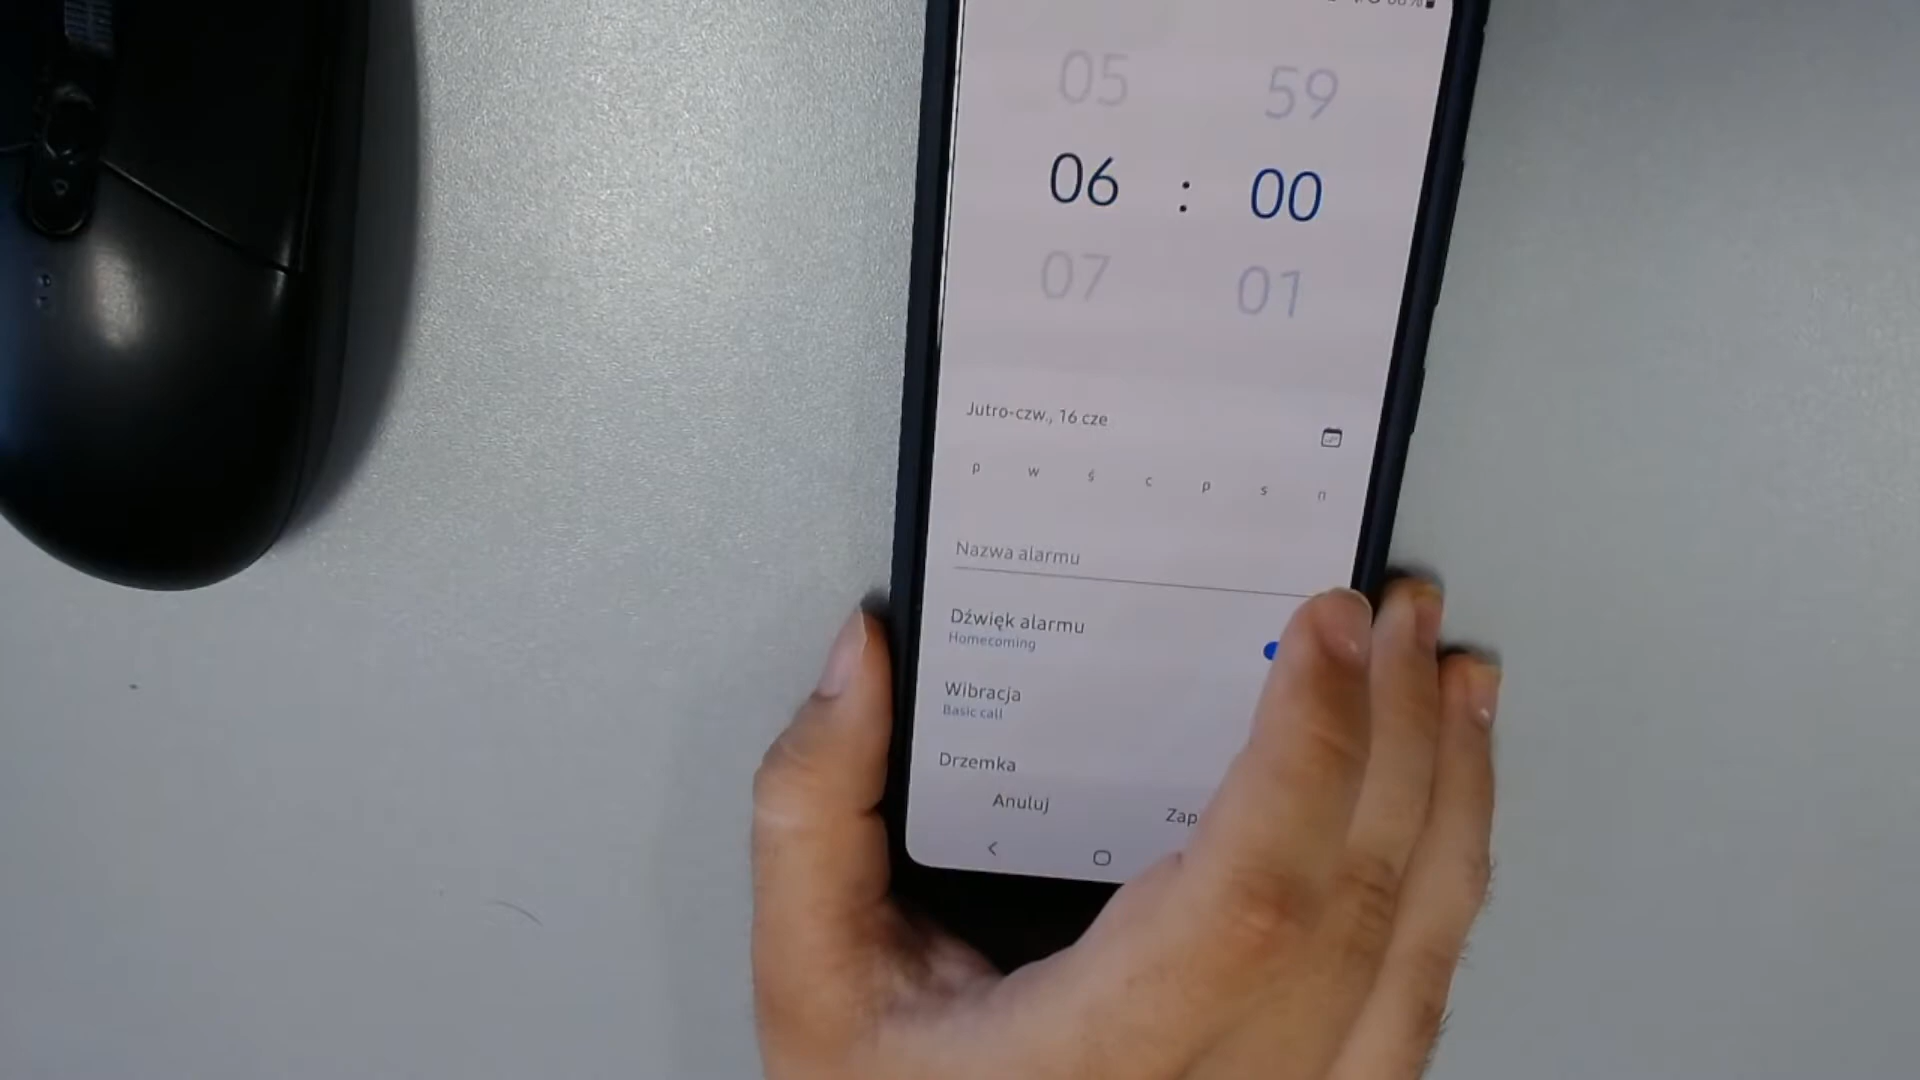 05 59
06 : 00
07 01
Jutro-czw., 16 cze
p w ś c p s n
Nazwa alarmu
Dźwięk alarmu
Homecoming
Wibracja
Basic call
Drzemka
Anuluj Zap